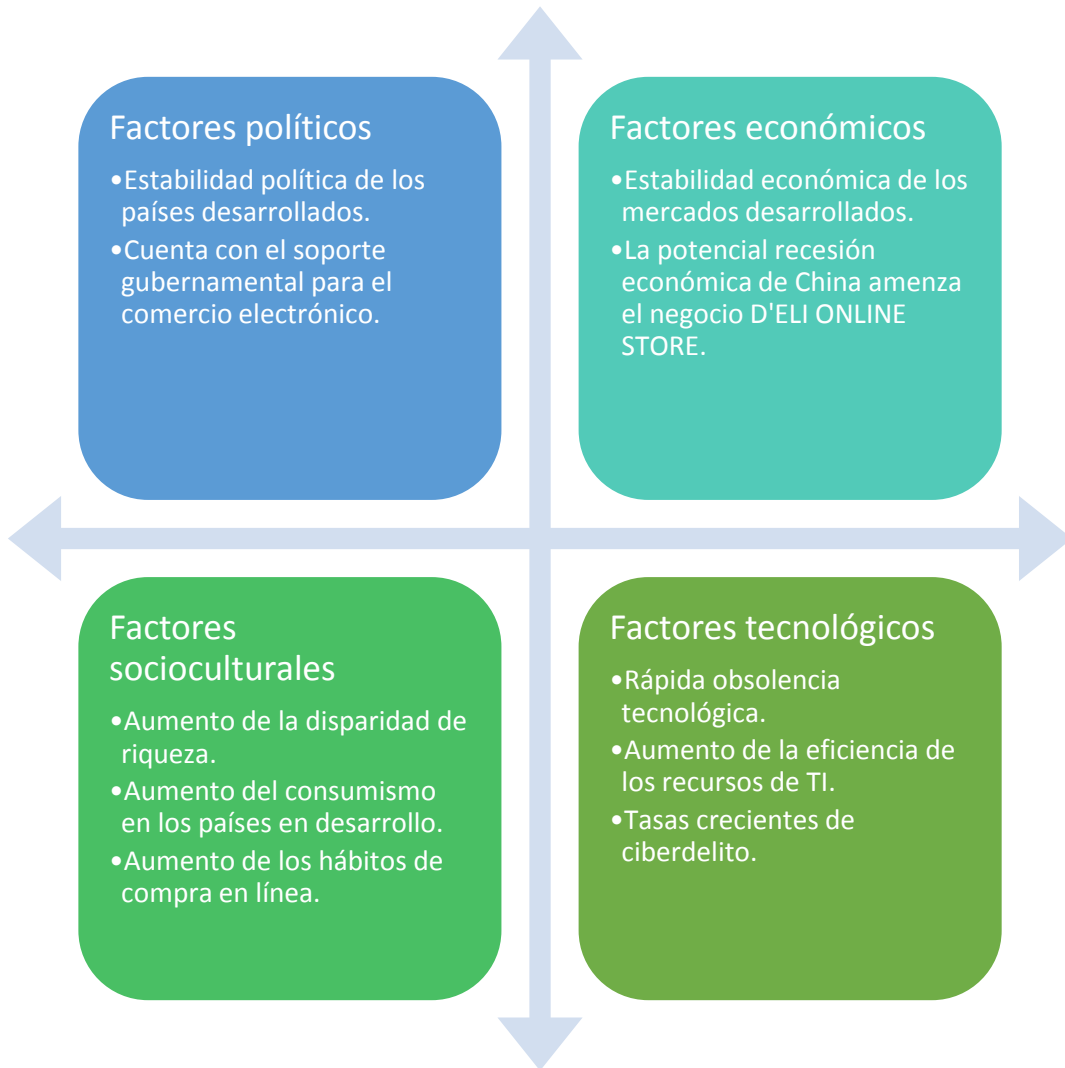 Factores políticos
•Estabilidad política de los
países desarrollados.
•Cuenta con el soporte
gubernamental para el
comercio electrónico.
Factores económicos
•Estabilidad económica de los
mercados desarrollados.
•La potencial recesión
económica de China amenza
el negocio D'ELI ONLINE
STORE.
Factores
socioculturales
•Aumento de la disparidad de
riqueza.
•Aumento del consumismo
en los países en desarrollo.
•Aumento de los hábitos de
compra en línea.
Factores tecnológicos
•Rápida obsolencia
tecnológica.
•Aumento de la eficiencia de
los recursos de TI.
•Tasas crecientes de
ciberdelito.